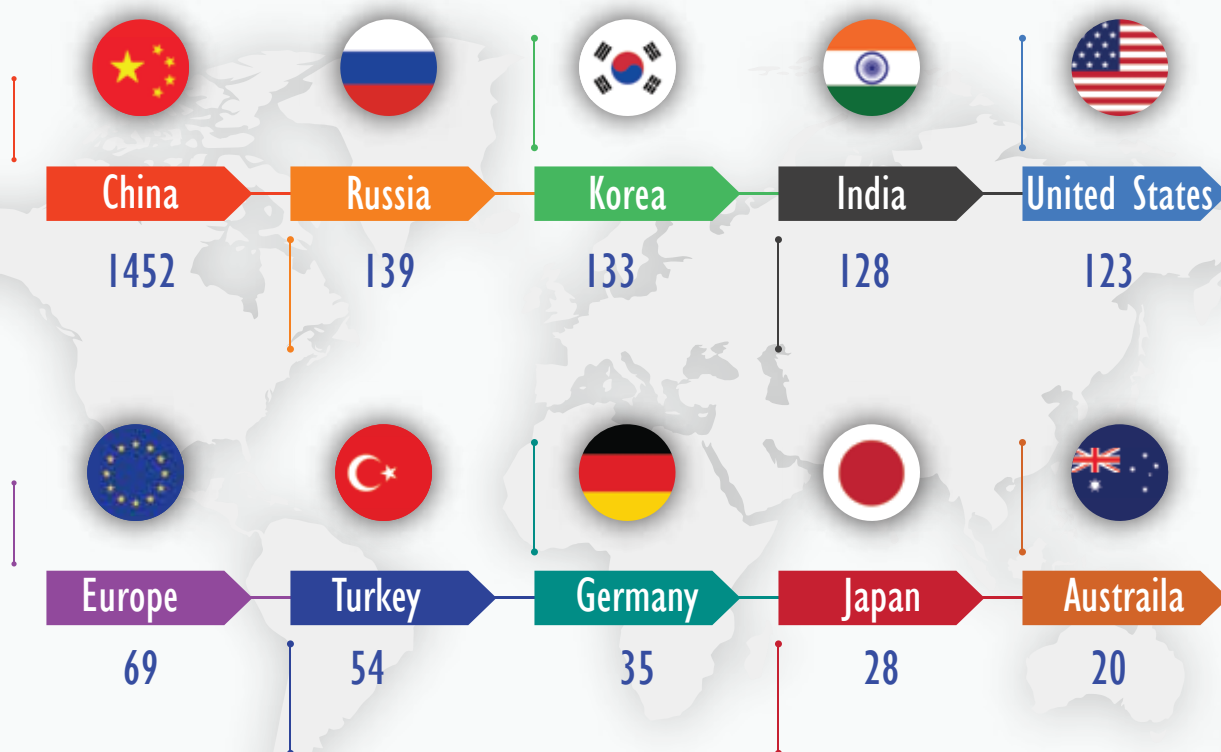 China Russia Korea India United States
1452 139 133 128 123
Europe Turkey Germany Japan Austraila
69 54 35 28 20